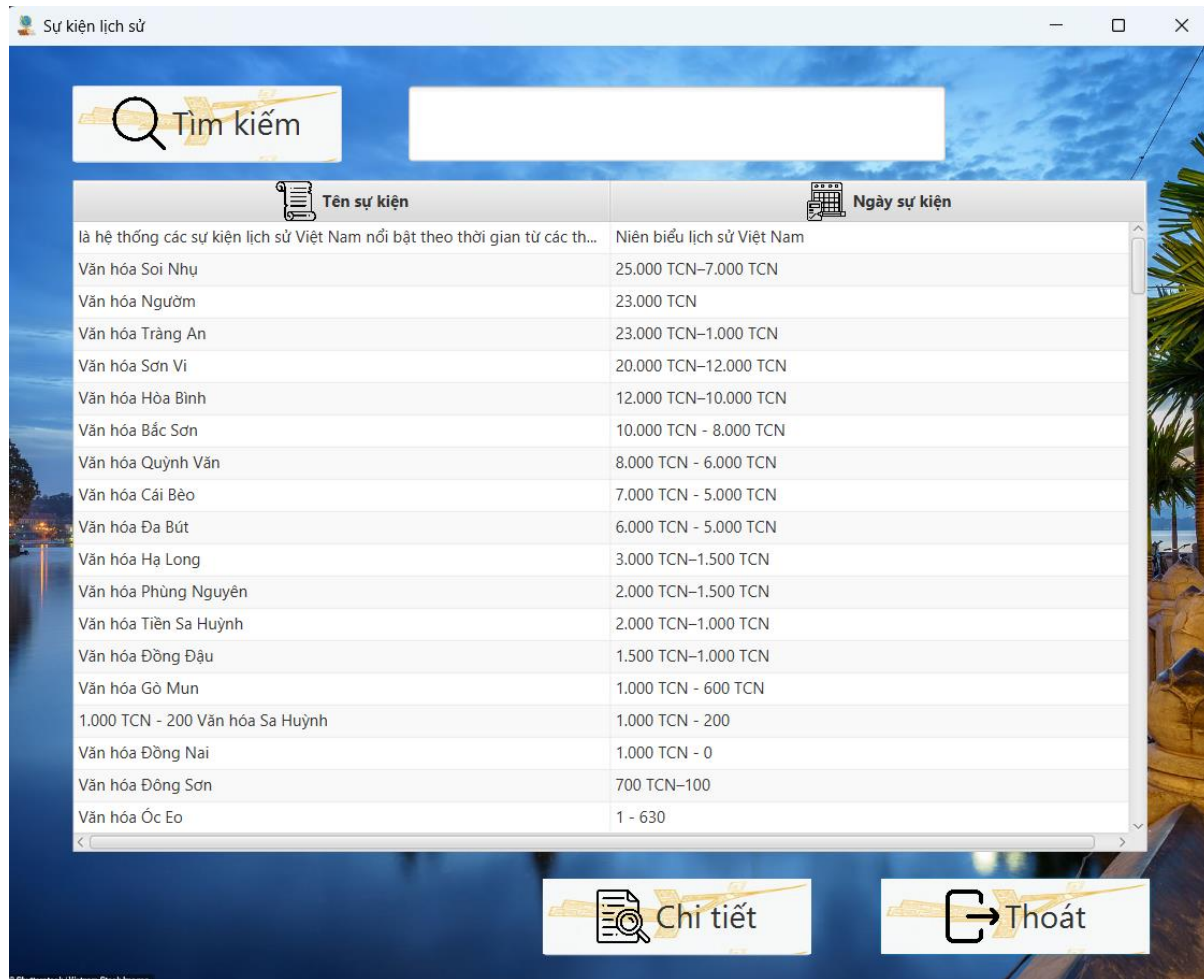 Sự kiện lịch sử
Tìm kiếm
Tên sự kiện Ngày sự kiện
là hệ thống các sự kiện lịch sử Việt Nam nổi bật theo thời gian từ các th... Niên biểu lịch sử Việt Nam
Văn hóa Soi Nhụ 25.000 TCN–7.000 TCN
Văn hóa Ngườm 23.000 TCN
Văn hóa Tràng An 23.000 TCN–1.000 TCN
Văn hóa Sơn Vi 20.000 TCN–12.000 TCN
Văn hóa Hòa Bình 12.000 TCN–10.000 TCN
Văn hóa Bắc Sơn 10.000 TCN - 8.000 TCN
Văn hóa Quỳnh Văn 8.000 TCN - 6.000 TCN
Văn hóa Cái Bèo 7.000 TCN - 5.000 TCN
Văn hóa Đa Bút 6.000 TCN - 5.000 TCN
Văn hóa Hạ Long 3.000 TCN–1.500 TCN
Văn hóa Phùng Nguyên 2.000 TCN–1.500 TCN
Văn hóa Tiền Sa Huỳnh 2.000 TCN–1.000 TCN
Văn hóa Đồng Đậu 1.500 TCN–1.000 TCN
Văn hóa Gò Mun 1.000 TCN - 600 TCN
1.000 TCN - 200 Văn hóa Sa Huỳnh 1.000 TCN - 200
Văn hóa Đồng Nai 1.000 TCN - 0
Văn hóa Đông Sơn 700 TCN–100
Văn hóa Óc Eo 1 - 630
Chi tiết Thoát